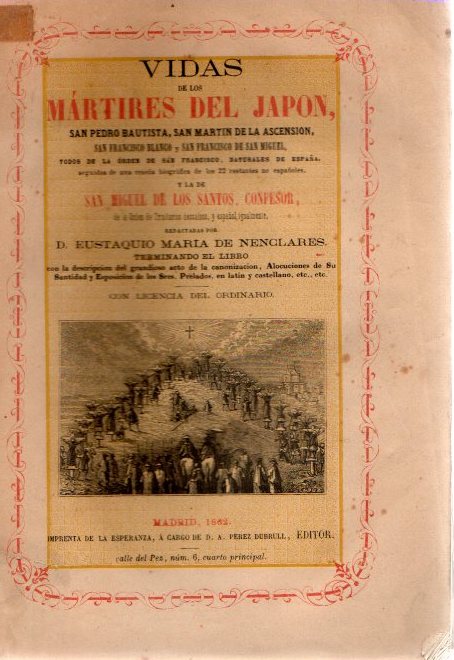 VIDAS
DE LOS
MÁRTIRES DEL JAPON,
SAN PEDRO BAUTISTA, SAN MARTIN DE LA ASCENSION,
SAN FRANCISCO BLANCO y SAN FRANCISCO DE SAN MIGUEL,
TODOS DE LA ÓRDEN DE SAN FRANCISCO, NATURALES DE ESPAÑA,
seguidas de una reseña biográfica de los 22 restantes no españoles,
Y LA DE
SAN MIGUEL DE LOS SANTOS, CONFESOR,
de la Orden de Trinitarios descalzos, y español igualmente,
REDACTADAS POR
D. EUSTAQUIO MARIA DE NENCLARES.
TERMINANDO EL LIBRO
con la descripcion del grandioso acto de la canonizacion, Alocuciones de Su
Santidad y Exposicion de los Sres. Prelados, en latin y castellano, etc., etc.
CON LICENCIA DEL ORDINARIO.
MADRID, 1862.
IMPRENTA DE LA ESPERANZA, Á CARGO DE D. A. PEREZ DUBRULL, EDITOR,
calle del Pez, núm. 6, cuarto principal.